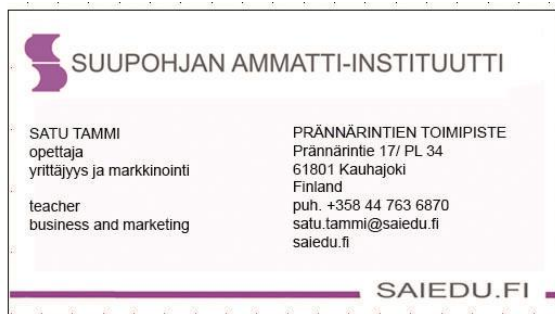 SUUPOHJAN AMMATTI-INSTITUUTTI
SATU TAMMI
opettaja
yrittäjyys ja markkinointi
teacher
business and marketing
PRÄNNÄRINTIEN TOIMIPISTE
Prännärintie 17/ PL 34
61801 Kauhajoki
Finland
puh. +358 44 763 6870
satu.tammi@saiedu.fi
saiedu.fi
SAIEDU.FI